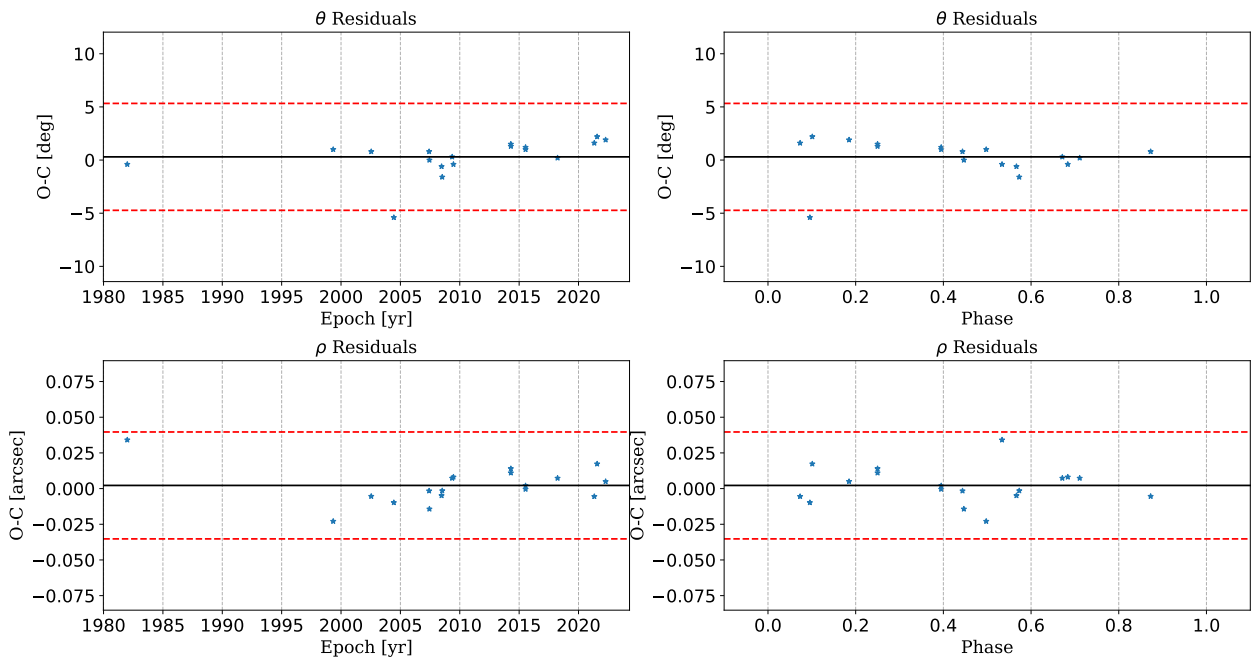 θ Residuals
O-C [deg]
10
5
0
−5
−10
1980 1985 1990 1995 2000 2005 2010 2015 2020
Epoch [yr]
θ Residuals
O-C [deg]
10
5
0
−5
−10
0.0 0.2 0.4 0.6 0.8 1.0
Phase
ρ Residuals
O-C [arcsec]
0.075
0.050
0.025
0.000
−0.025
−0.050
−0.075
1980 1985 1990 1995 2000 2005 2010 2015 2020
Epoch [yr]
ρ Residuals
O-C [arcsec]
0.075
0.050
0.025
0.000
−0.025
−0.050
−0.075
0.0 0.2 0.4 0.6 0.8 1.0
Phase